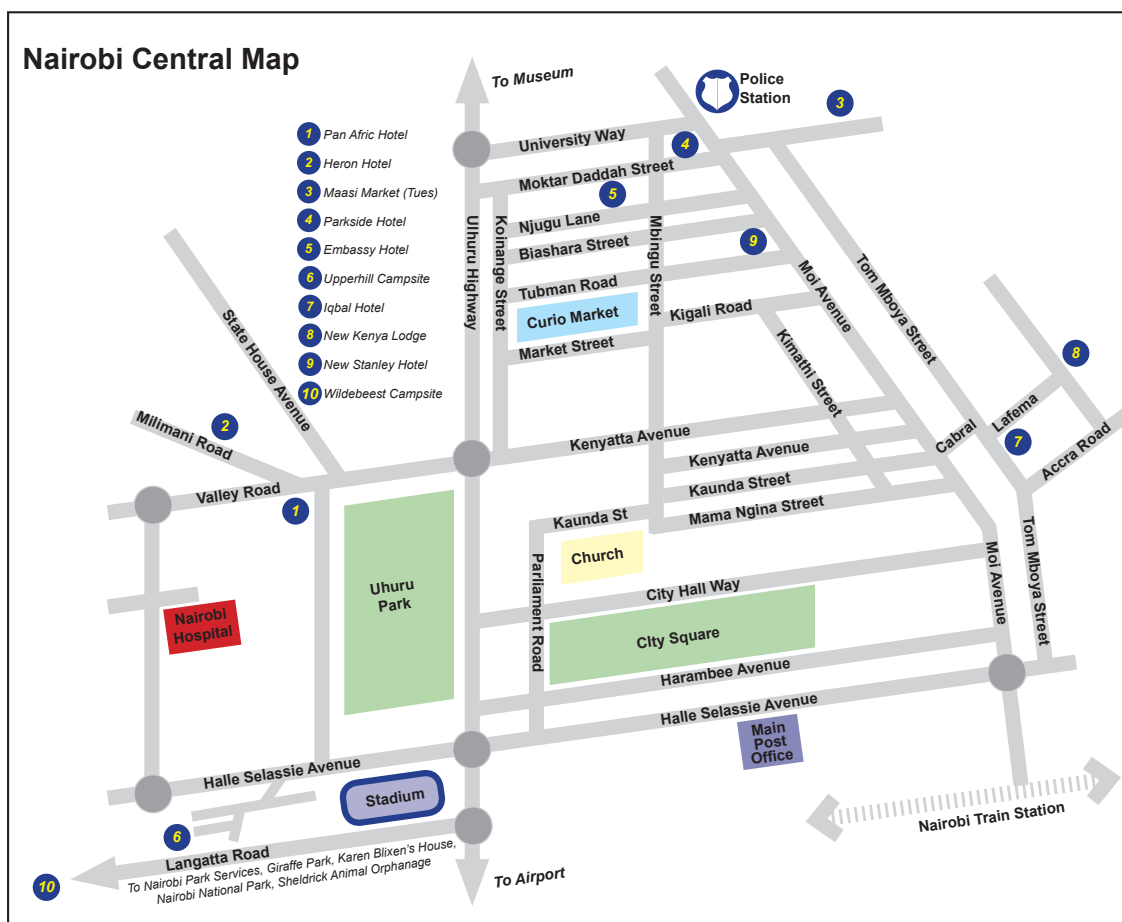 Nairobi Central Map
To Museum
Police
Station
1 Pan Afric Hotel
2 Heron Hotel
3 Maasi Market (Tues)
4 Parkside Hotel
5 Embassy Hotel
6 Upperhill Campsite
7 Iqbal Hotel
8 New Kenya Lodge
9 New Stanley Hotel
10 Wildebeest Campsite
3
University Way
4
Moktar Daddah Street
5
Njugu Lane
Biashara Street
9
Tubman Road
Ulhuru Highway
Koinange Street
Mbingu Street
Moi Avenue
Tom Mboya Street
Curio Market
Kigali Road
Market Street
Kimathi Street
State House Avenue
8
Milimani Road
2
Kenyatta Avenue
Kenyatta Avenue
Cabral
Lafema
7
Accra Road
Valley Road
1
Kaunda Street
Kaunda St
Mama Ngina Street
Church
Parliament Road
Moi Avenue
Tom Mboya Street
Uhuru
Park
City Hall Way
Nairobi
Hospital
CIty Square
Harambee Avenue
Halle Selassie Avenue
Main
Post
Office
Halle Selassie Avenue
Stadium
Nairobi Train Station
6
Langatta Road
10
To Nairobi Park Services, Giraffe Park, Karen Blixen's House,
Nairobi National Park, Sheldrick Animal Orphanage
To Airport